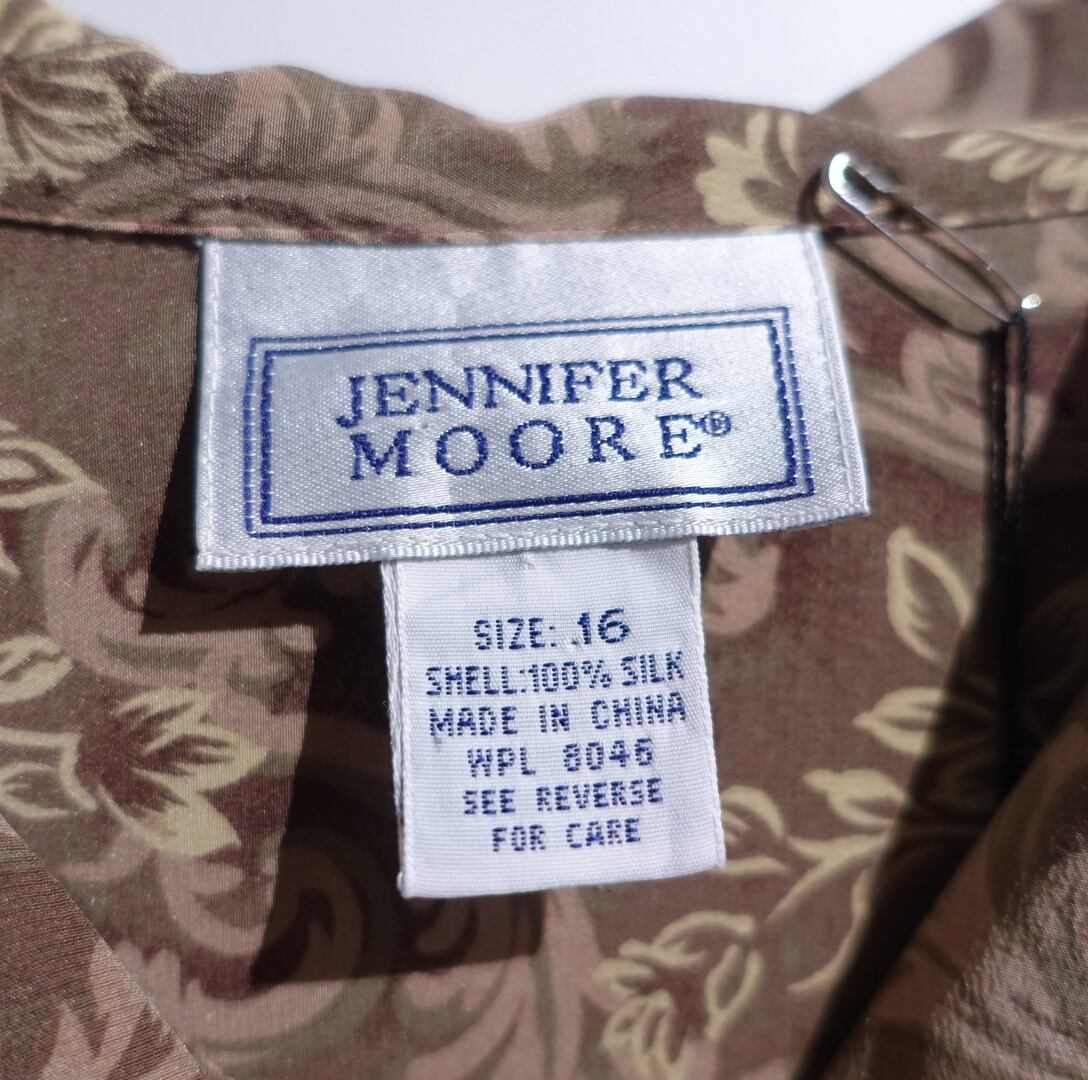 JENNIFER
MOORE®
SIZE: 16
SHELL:100% SILK
MADE IN CHINA
WPL 8046
SEE REVERSE
FOR CARE